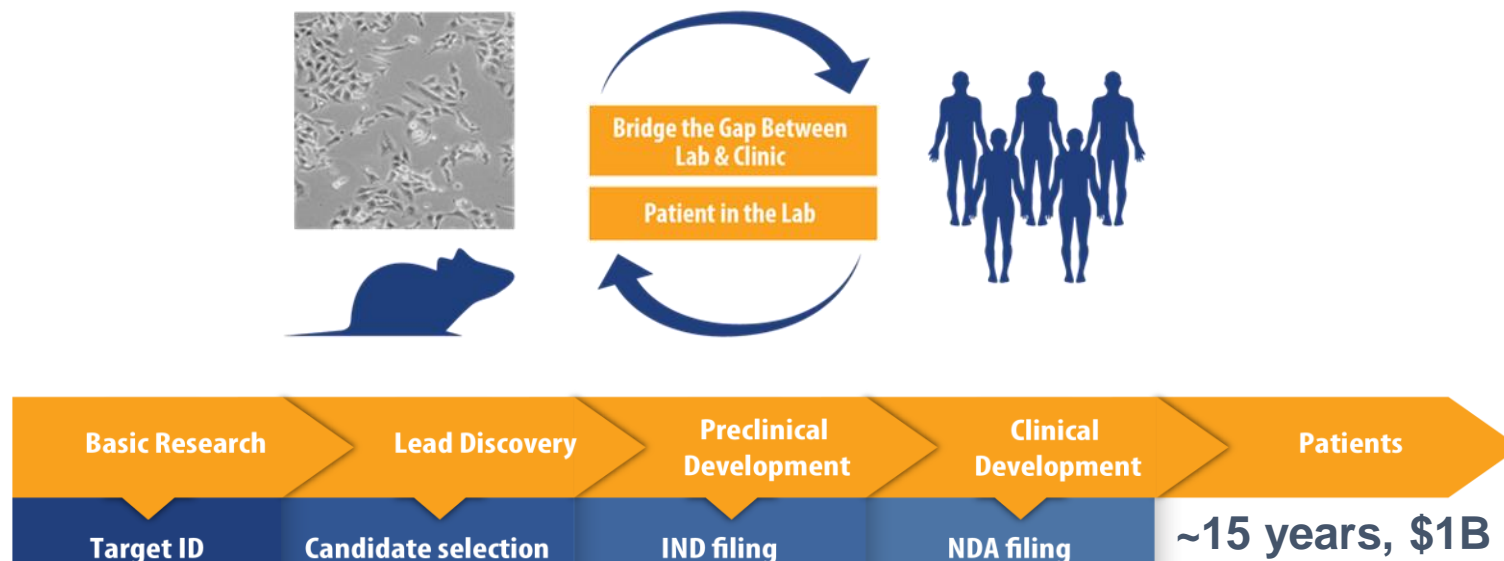 Bridge the Gap Between
Lab & Clinic
Patient in the Lab
Basic Research
Lead Discovery
Preclinical
Development
Clinical
Development
Patients
Target ID
Candidate selection
IND filing
NDA filing
~15 years, $1B